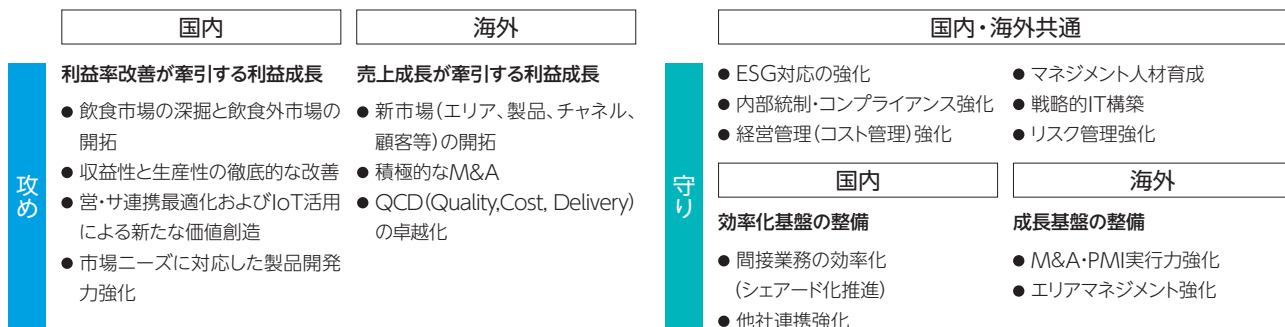 攻め
国内
利益率改善が牽引する利益成長
● 飲食市場の深掘と飲食外市場の
開拓
● 収益性と生産性の徹底的な改善
● 営・サ連携最適化およびIoT活用
による新たな価値創造
● 市場ニーズに対応した製品開発
力強化
海外
売上成長が牽引する利益成長
● 新市場(エリア、製品、チャネル、
顧客等)の開拓
● 積極的なM&A
● QCD(Quality,Cost, Delivery)
の卓越化
守り
国内・海外共通
● ESG対応の強化
● 内部統制・コンプライアンス強化
● 経営管理(コスト管理)強化
● マネジメント人材育成
● 戦略的IT構築
● リスク管理強化
国内
効率化基盤の整備
● 間接業務の効率化
(シェアード化推進)
● 他社連携強化
海外
成長基盤の整備
● M&A・PMI実行力強化
● エリアマネジメント強化